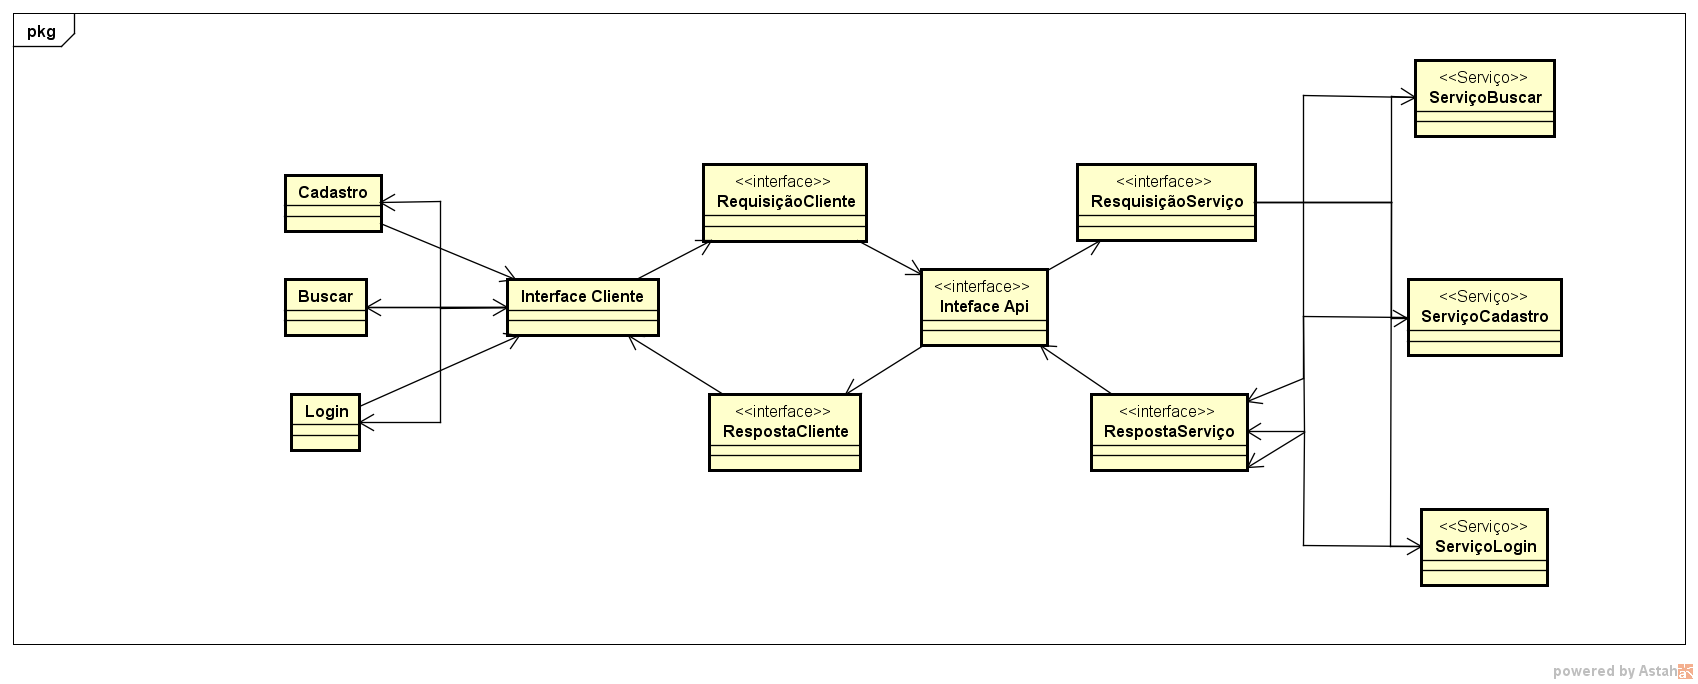 pkg
<<Serviço>>
ServiçoBuscar
<<interface>>
RequisiçãoCliente
<<interface>>
ResquisiçãoServiço
Cadastro
Buscar
Interface Cliente
<<interface>>
Inteface Api
<<Serviço>>
ServiçoCadastro
Login
<<interface>>
RespostaCliente
<<interface>>
RespostaServiço
<<Serviço>>
ServiçoLogin
powered by Astah